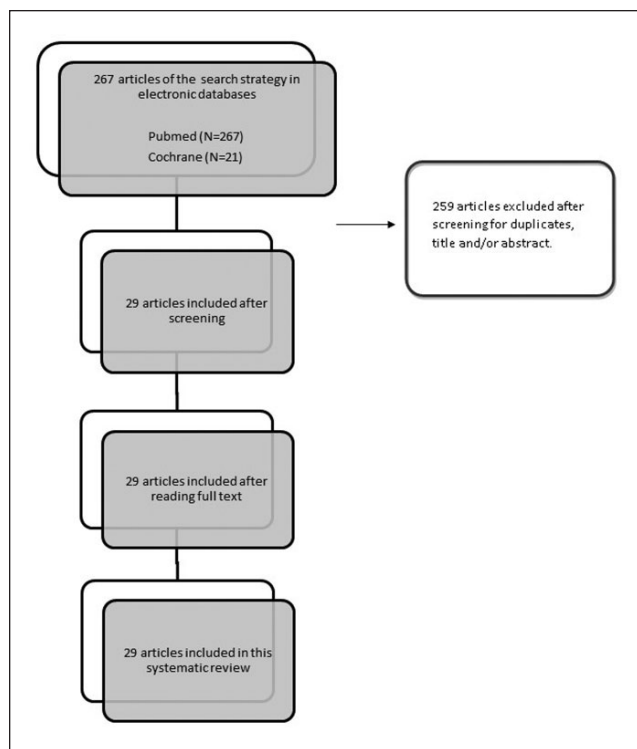 267 articles of the search strategy in
electronic databases
Pubmed (N=267)
Cochrane (N=21)
259 articles excluded after
screening for duplicates,
title and/or abstract.
29 articles included after
screening
29 articles included after
reading full text
29 articles included in this
systematic review